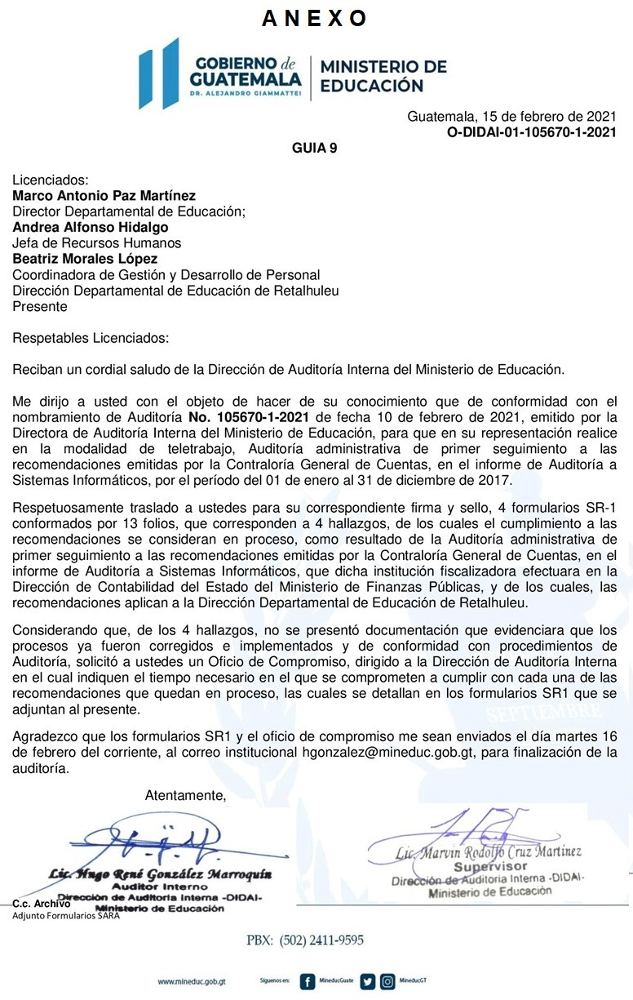 ANEXO
GOBIERNO de
GUATEMALA
DR. ALEJANDRO GIAMMATTEI
MINISTERIO DE
EDUCACIÓN
Guatemala, 15 de febrero de 2021
O-DIDAI-01-105670-1-2021
GUIA 9
Licenciados:
Marco Antonio Paz Martínez
Director Departamental de Educación;
Andrea Alfonso Hidalgo
Jefa de Recursos Humanos
Beatriz Morales López
Coordinadora de Gestión y Desarrollo de Personal
Dirección Departamental de Educación de Retalhuleu
Presente
Respetables Licenciados:
Reciban un cordial saludo de la Dirección de Auditoría Interna del Ministerio de Educación.
Me dirijo a usted con el objeto de hacer de su conocimiento que de conformidad con el
nombramiento de Auditoría No. 105670-1-2021 de fecha 10 de febrero de 2021, emitido por la
Directora de Auditoría Interna del Ministerio de Educación, para que en su representación realice
en la modalidad de teletrabajo, Auditoría administrativa de primer seguimiento a las
recomendaciones emitidas por la Contraloría General de Cuentas, en el informe de Auditoría a
Sistemas Informáticos, por el período del 01 de enero al 31 de diciembre de 2017.
Respetuosamente traslado a ustedes para su correspondiente firma y sello, 4 formularios SR-1
conformados por 13 folios, que corresponden a 4 hallazgos, de los cuales el cumplimiento a las
recomendaciones se consideran en proceso, como resultado de la Auditoría administrativa de
primer seguimiento a las recomendaciones emitidas por la Contraloría General de Cuentas, en el
informe de Auditoría a Sistemas Informáticos, que dicha institución fiscalizadora efectuara en la
Dirección de Contabilidad del Estado del Ministerio de Finanzas Públicas, y de los cuales, las
recomendaciones aplican a la Dirección Departamental de Educación de Retalhuleu.
Considerando que, de los 4 hallazgos, no se presentó documentación que evidenciara que los
procesos ya fueron corregidos e implementados y de conformidad con procedimientos de
Auditoría, solicitó a ustedes un Oficio de Compromiso, dirigido a la Dirección de Auditoría Interna
en el cual indiquen el tiempo necesario en el que se comprometen a cumplir con cada una de las
recomendaciones que quedan en proceso, las cuales se detallan en los formularios SR1 que se
adjuntan al presente.
SEPTIEMBRE
Agradezco que los formularios SR1 y el oficio de compromiso me sean enviados el día martes 16
de febrero del corriente, al correo institucional hgonzalez@mineduc.gob.gt, para finalización de la
auditoría.
Atentamente,
Lic. Hugo René González Marroquín
Auditor Interno
Dirección de Auditoría Interna -DIDAI-
Ministerio de Educación
Lic. Marvin Rodolfo Cruz Martínez
Supervisor
Dirección de Auditoría Interna -DIDAI-
Ministerio de Educación
C.c. Archivo
Adjunto Formularios SARA
PBX: (502) 2411-9595
www.mineduc.gob.gt Síguenos en: MineducGuate MineducGT